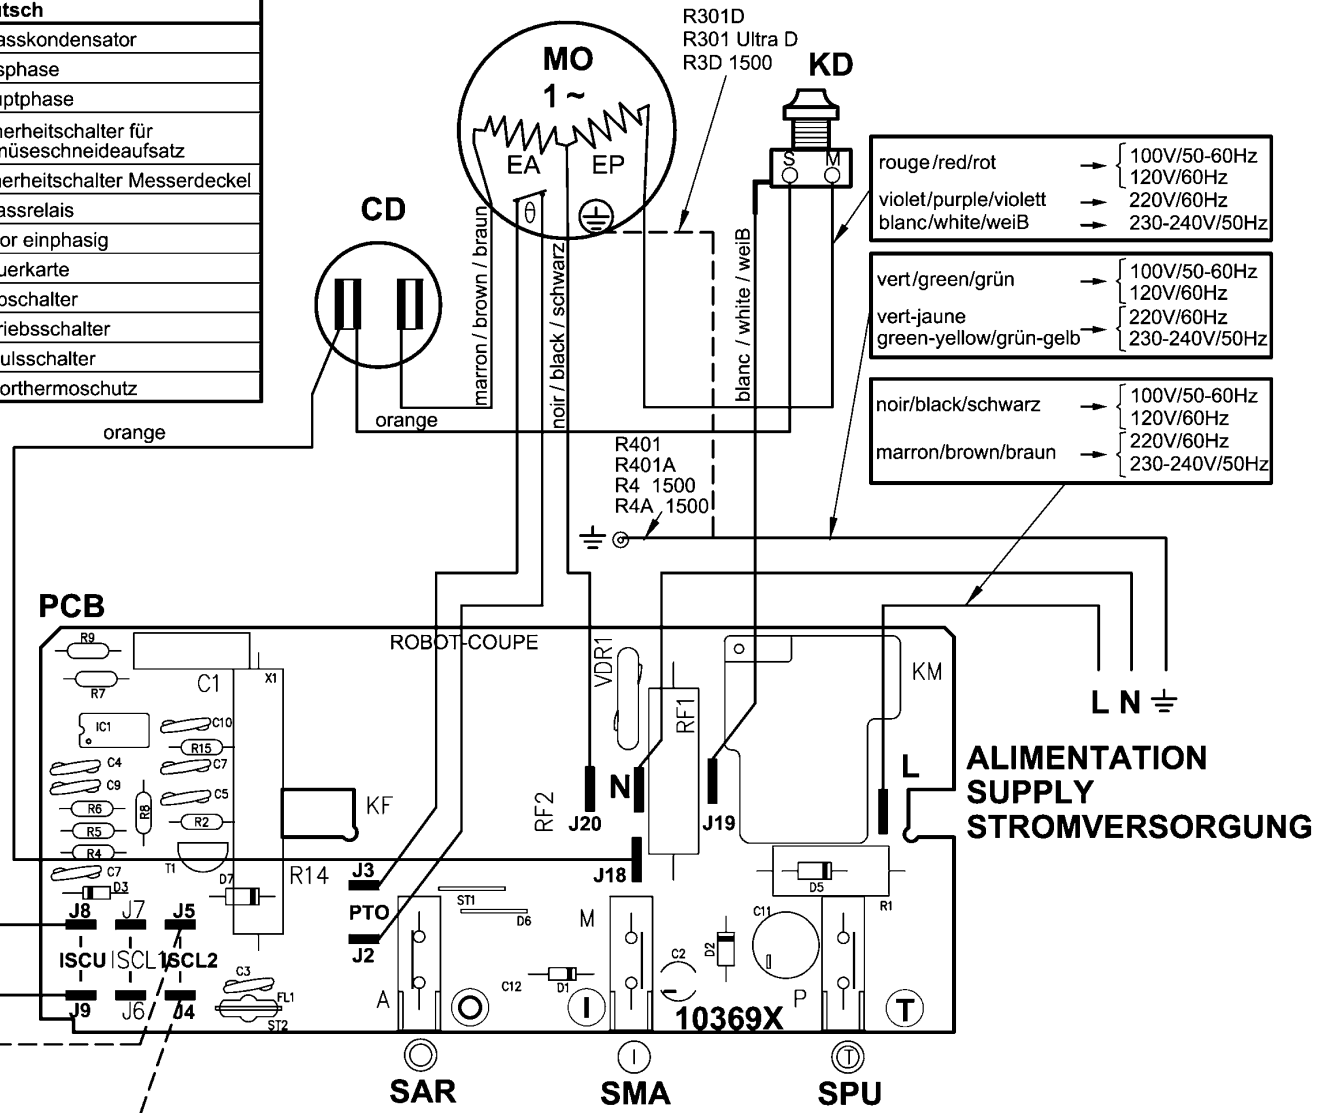 utsch
asskondensator
sphase
uptphase
erheitschalter für
nüseschneideaufsatz
erheitschalter Messerdeckel
assrelais
or einphasig
uerkarte
oschalter
riebsschalter
ulsschalter
orthermoschutz
MO
1 ~
EA
EP
θ
R301D
R301 Ultra D
R3D 1500
KD
S
M
CD
marron / brown / braun
noir / black / schwarz
blanc / white / weiB
orange
orange
rouge/red/rot
100V/50-60Hz
120V/60Hz
violet/purple/violett
220V/60Hz
blanc/white/weiB
230-240V/50Hz
vert/green/grün
100V/50-60Hz
120V/60Hz
vert-jaune
220V/60Hz
green-yellow/grün-gelb
230-240V/50Hz
noir/black/schwarz
100V/50-60Hz
120V/60Hz
220V/60Hz
marron/brown/braun
230-240V/50Hz
R401
R401A
R4 1500
R4A 1500
PCB
ROBOT-COUPE
R9
R7
C1
X1
IC1
C10
R15
C4
C7
C9
C5
R6
R8
R5
R2
R4
C7
T1
D7
D3
KF
R14
VDR1
RF1
RF2
KM
L N
L
N
J20
J19
J18
ALIMENTATION
SUPPLY
STROMVERSORGUNG
J3
PTO
J2
J8
J7
J5
ISCU
ISCL1
ISCL2
J9
J6
J4
C3
FL1
ST2
A
ST1
D6
C12
D1
M
C2
D2
C11
D5
R1
P
O
I
T
10369X
I
T
SAR
SMA
SPU